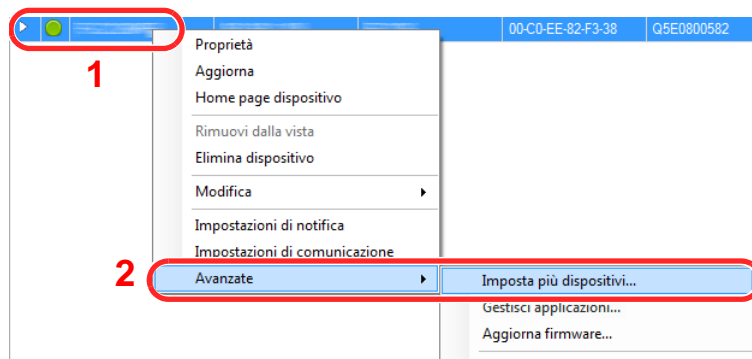 00-C0-EE-82-F3-38 Q5E0800582
1
Proprietà
Aggiorna
Home page dispositivo
Rimuovi dalla vista
Elimina dispositivo
Modifica
Impostazioni di notifica
Impostazioni di comunicazione
2
Avanzate
Imposta più dispositivi...
Gestisci applicazioni...
Aggiorna firmware...